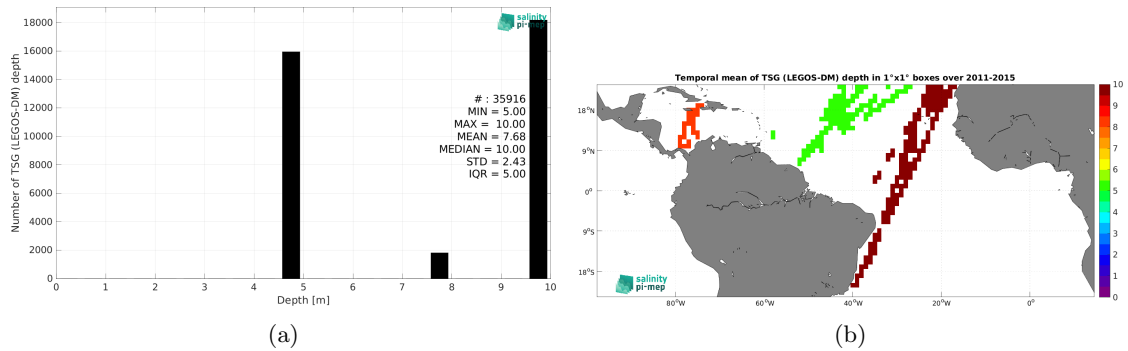 18000
16000
14000
12000
10000
8000
6000
4000
2000
0
Number of TSG (LEGOS-DM) depth
0 1 2 3 4 5 6 7 8 9 10
Depth [m]
salinity
pi-mep
# : 35916
MIN = 5.00
MAX = 10.00
MEAN = 7.68
MEDIAN = 10.00
STD = 2.43
IQR = 5.00
(a)
Temporal mean of TSG (LEGOS-DM) depth in 1°x1° boxes over 2011-2015
18°N
9°N
0°
9°S
18°S
80°W 60°W 40°W 20°W 0°
salinity
pi-mep
10
9
8
7
6
5
4
3
2
1
0
(b)